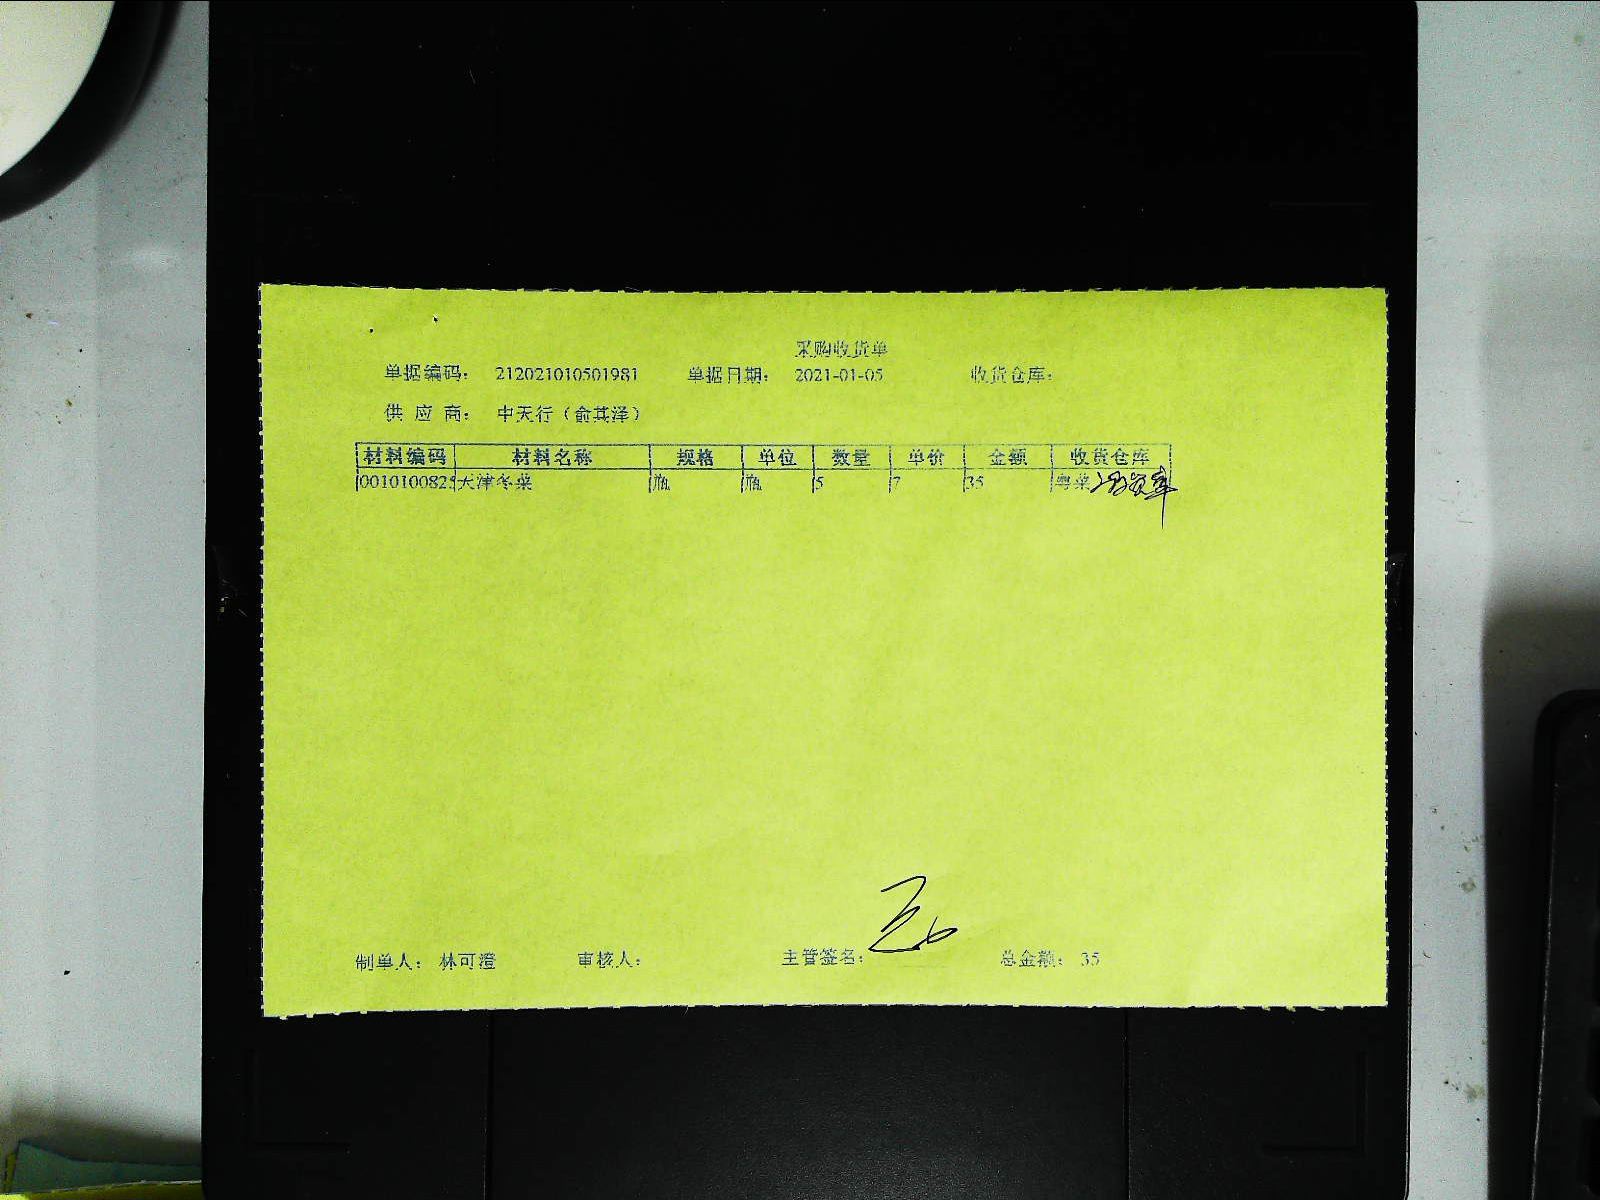 采购收货单
单据编码： 212021010501981 单据日期： 2021-01-05 收货仓库：
供 应 商： 中天行（俞其泽）
材料编码 材料名称 规格 单位 数量 单价 金额 收货仓库
0010100825 天津冬菜 瓶 瓶 5 7 35 粤菜
制单人： 林可澄 审核人： 主管签名： 总金额： 35